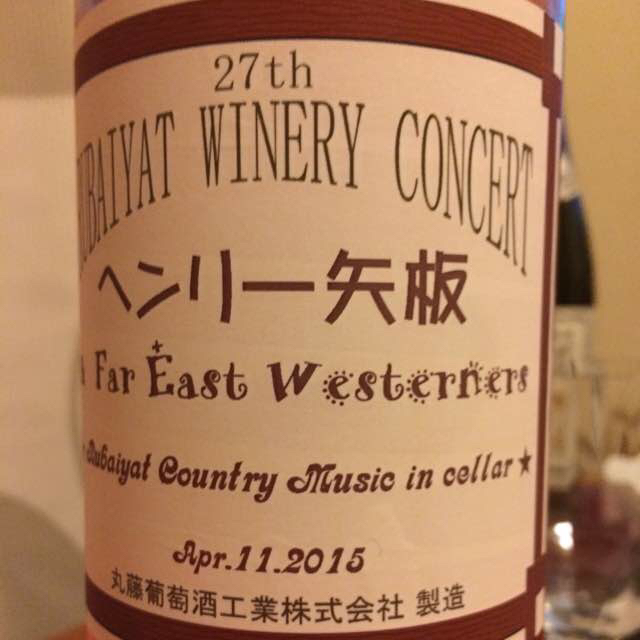 27th
RUBAIYAT WINERY CONCERT
ヘンリー矢板
Far East Westerners
Rubaiyat Country Music in cellar★
Apr.11.2015
丸藤葡萄酒工業株式会社 製造